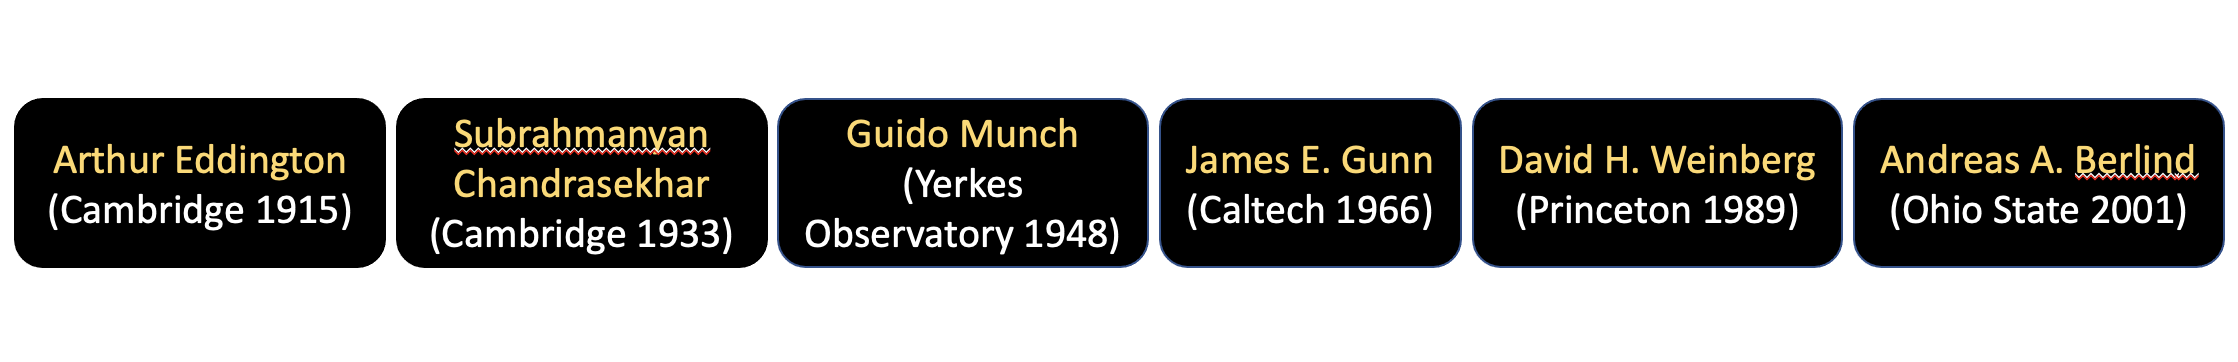 Arthur Eddington
(Cambridge 1915)
Subrahmanyan
Chandrasekhar
(Cambridge 1933)
Guido Munch
(Yerkes
Observatory 1948)
James E. Gunn
(Caltech 1966)
David H. Weinberg
(Princeton 1989)
Andreas A. Berlind
(Ohio State 2001)